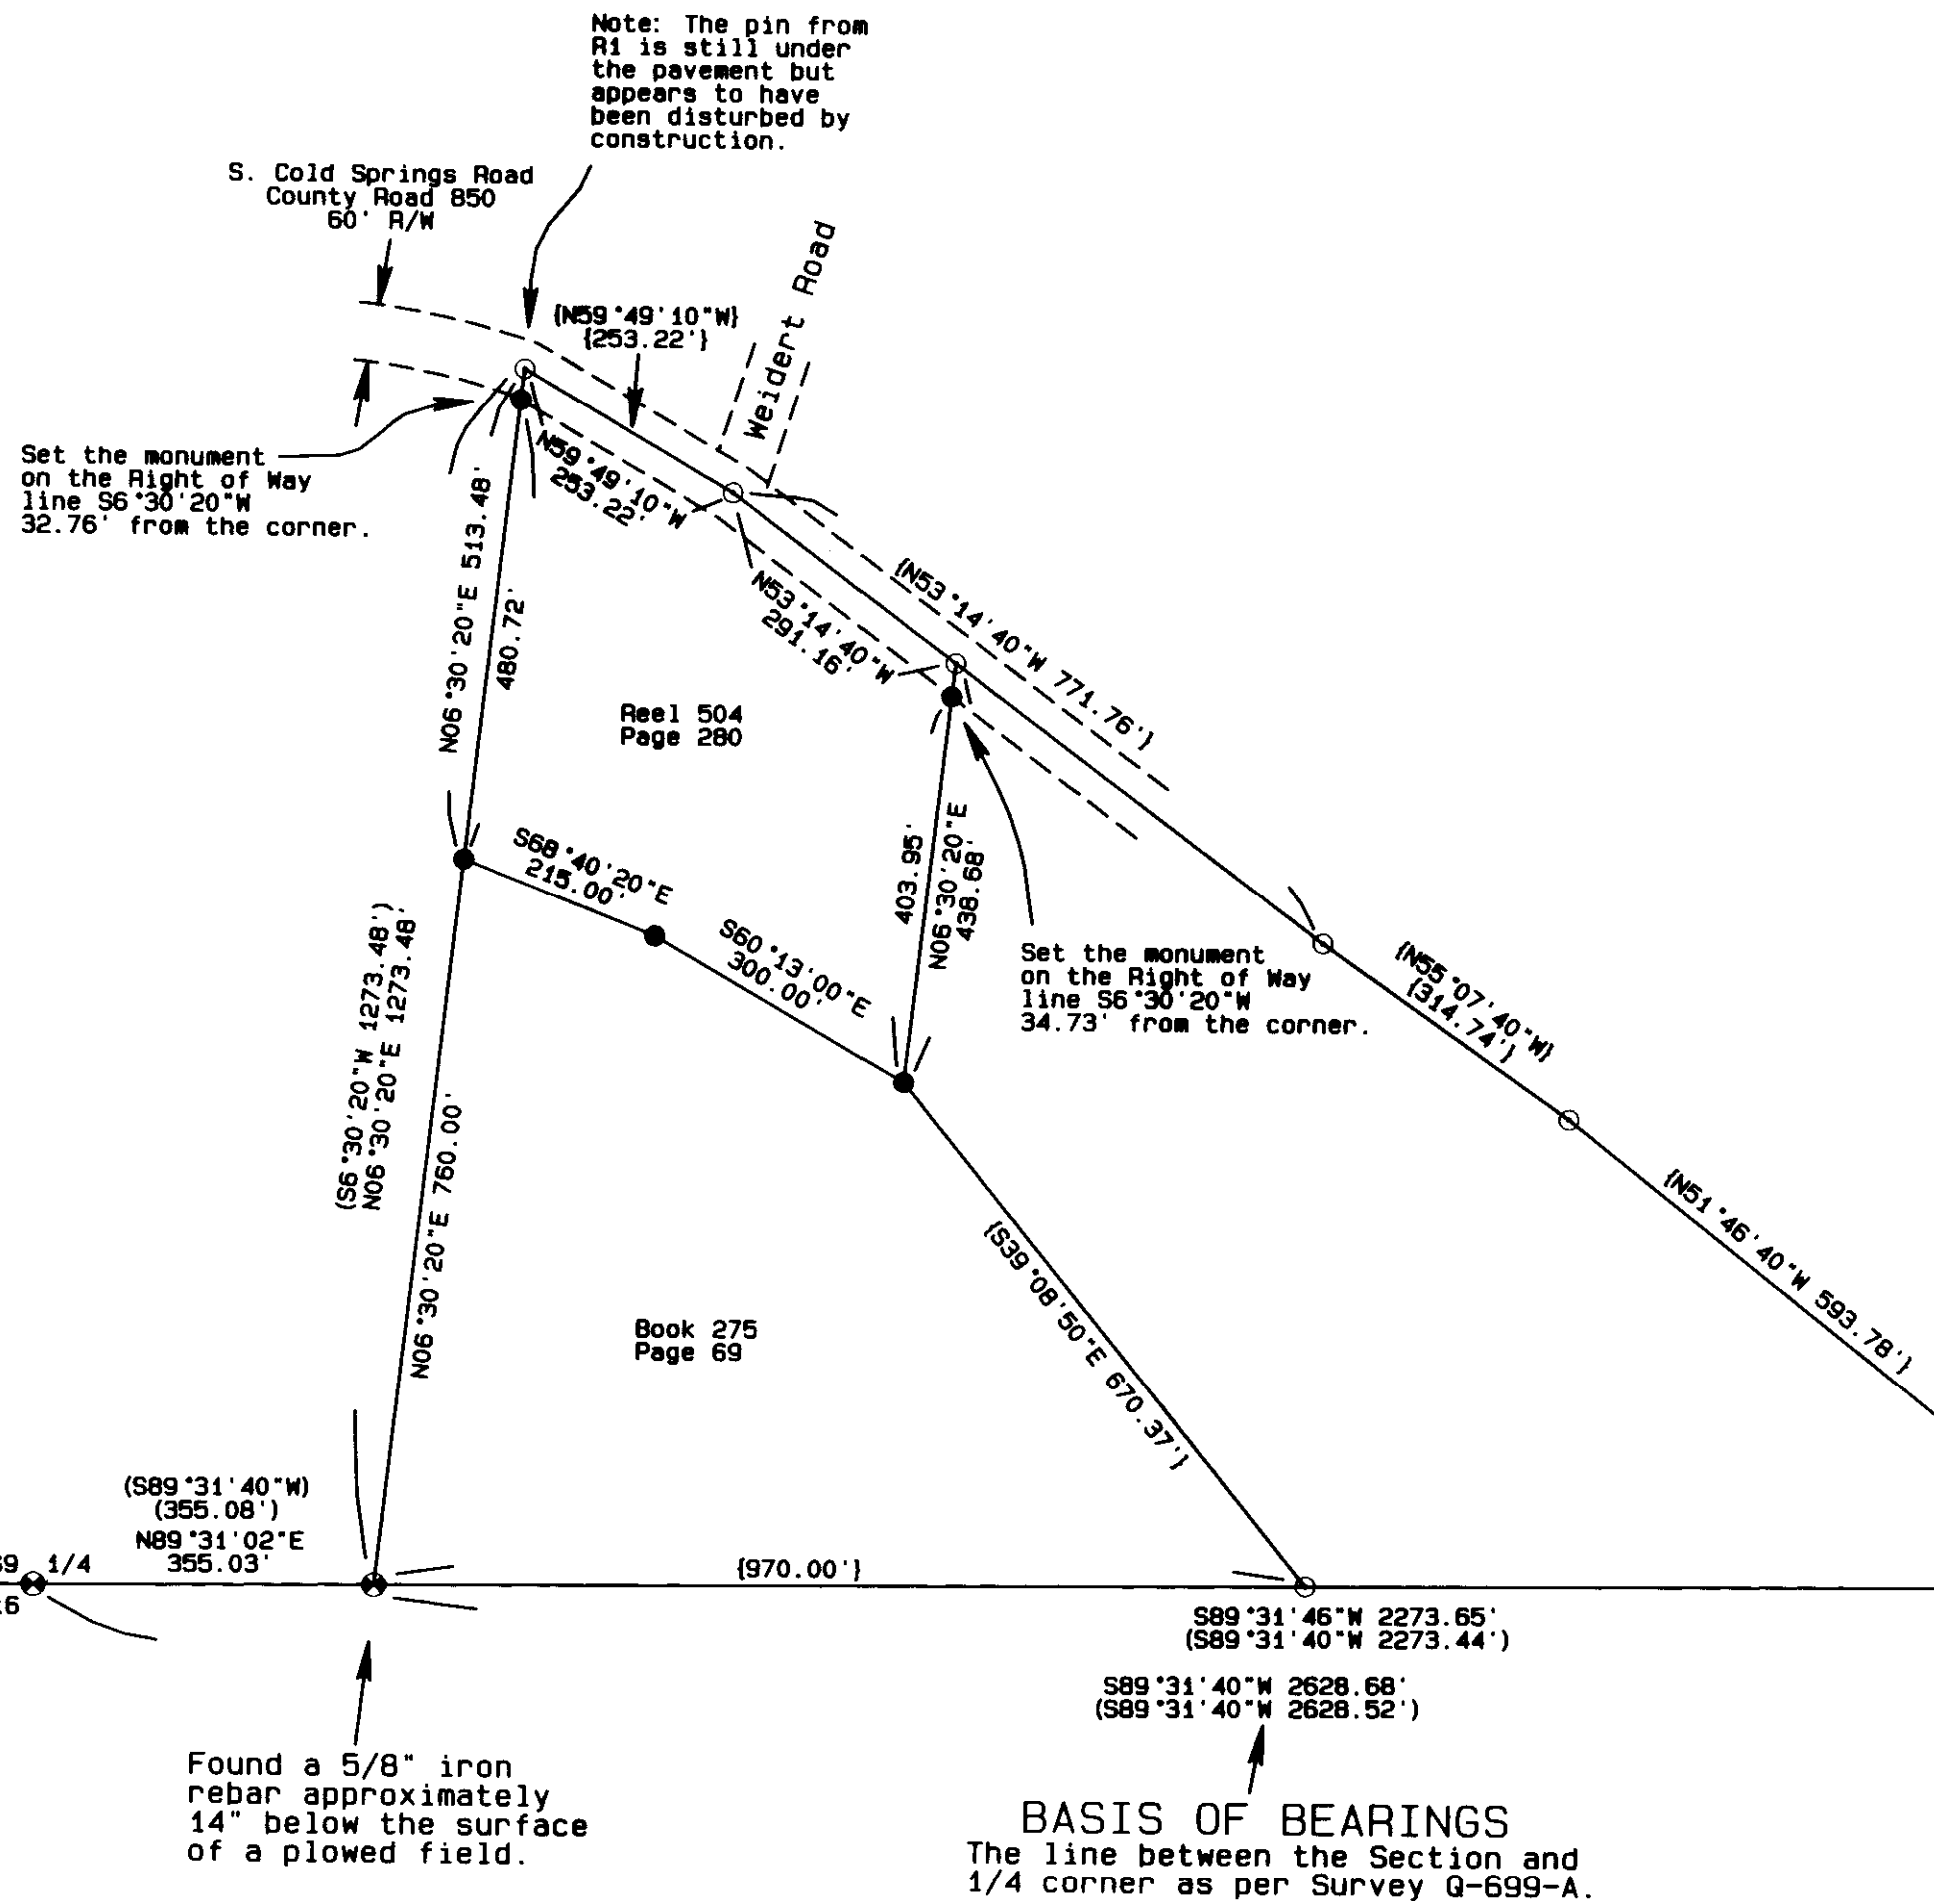 Note: The pin from
R1 is still under
the pavement but
appears to have
been disturbed by
construction.
S. Cold Springs Road
County Road 850
60' R/W
{N59°49'10"W}
{253.22'}
Weidert Road
Set the monument
on the Right of Way
line S6°30'20"W
32.76' from the corner.
N59°49'10"W
253.22'
N06°30'20"E 513.48'
480.72'
N53°14'40"W
291.16'
{N53°14'40"W 771.76'}
Reel 504
Page 280
S68°40'20"E
215.00'
S60°13'00"E
300.00'
403.95'
N06°30'20"E
438.68'
Set the monument
on the Right of Way
line S6°30'20"W
34.73' from the corner.
{N55°07'40"W}
{314.74'}
(S6°30'20"W 1273.48')
N06°30'20"E 1273.48'
N06°30'20"E 760.00'
{S39°08'50"E 670.37'}
{N51°46'40"W 593.78'}
Book 275
Page 69
(S89°31'40"W)
(355.08')
N89°31'02"E
355.03'
S9 1/4
16
{970.00'}
S89°31'46"W 2273.65'
(S89°31'40"W 2273.44')
S89°31'40"W 2628.68'
(S89°31'40"W 2628.52')
Found a 5/8" iron
rebar approximately
14" below the surface
of a plowed field.
BASIS OF BEARINGS
The line between the Section and
1/4 corner as per Survey Q-699-A.